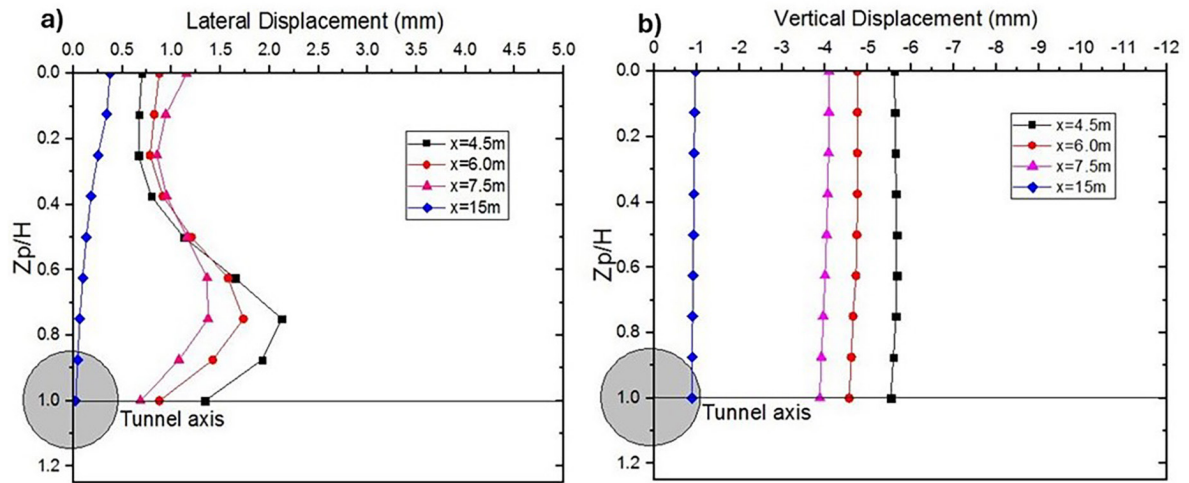 a)
Lateral Displacement (mm)
0.0 0.5 1.0 1.5 2.0 2.5 3.0 3.5 4.0 4.5 5.0
0.0
0.2
0.4
0.6
0.8
1.0
1.2
Zp/H
x=4.5m
x=6.0m
x=7.5m
x=15m
Tunnel axis
b)
Vertical Displacement (mm)
0 -1 -2 -3 -4 -5 -6 -7 -8 -9 -10 -11 -12
0.0
0.2
0.4
0.6
0.8
1.0
1.2
Zp/H
x=4.5m
x=6.0m
x=7.5m
x=15m
Tunnel axis